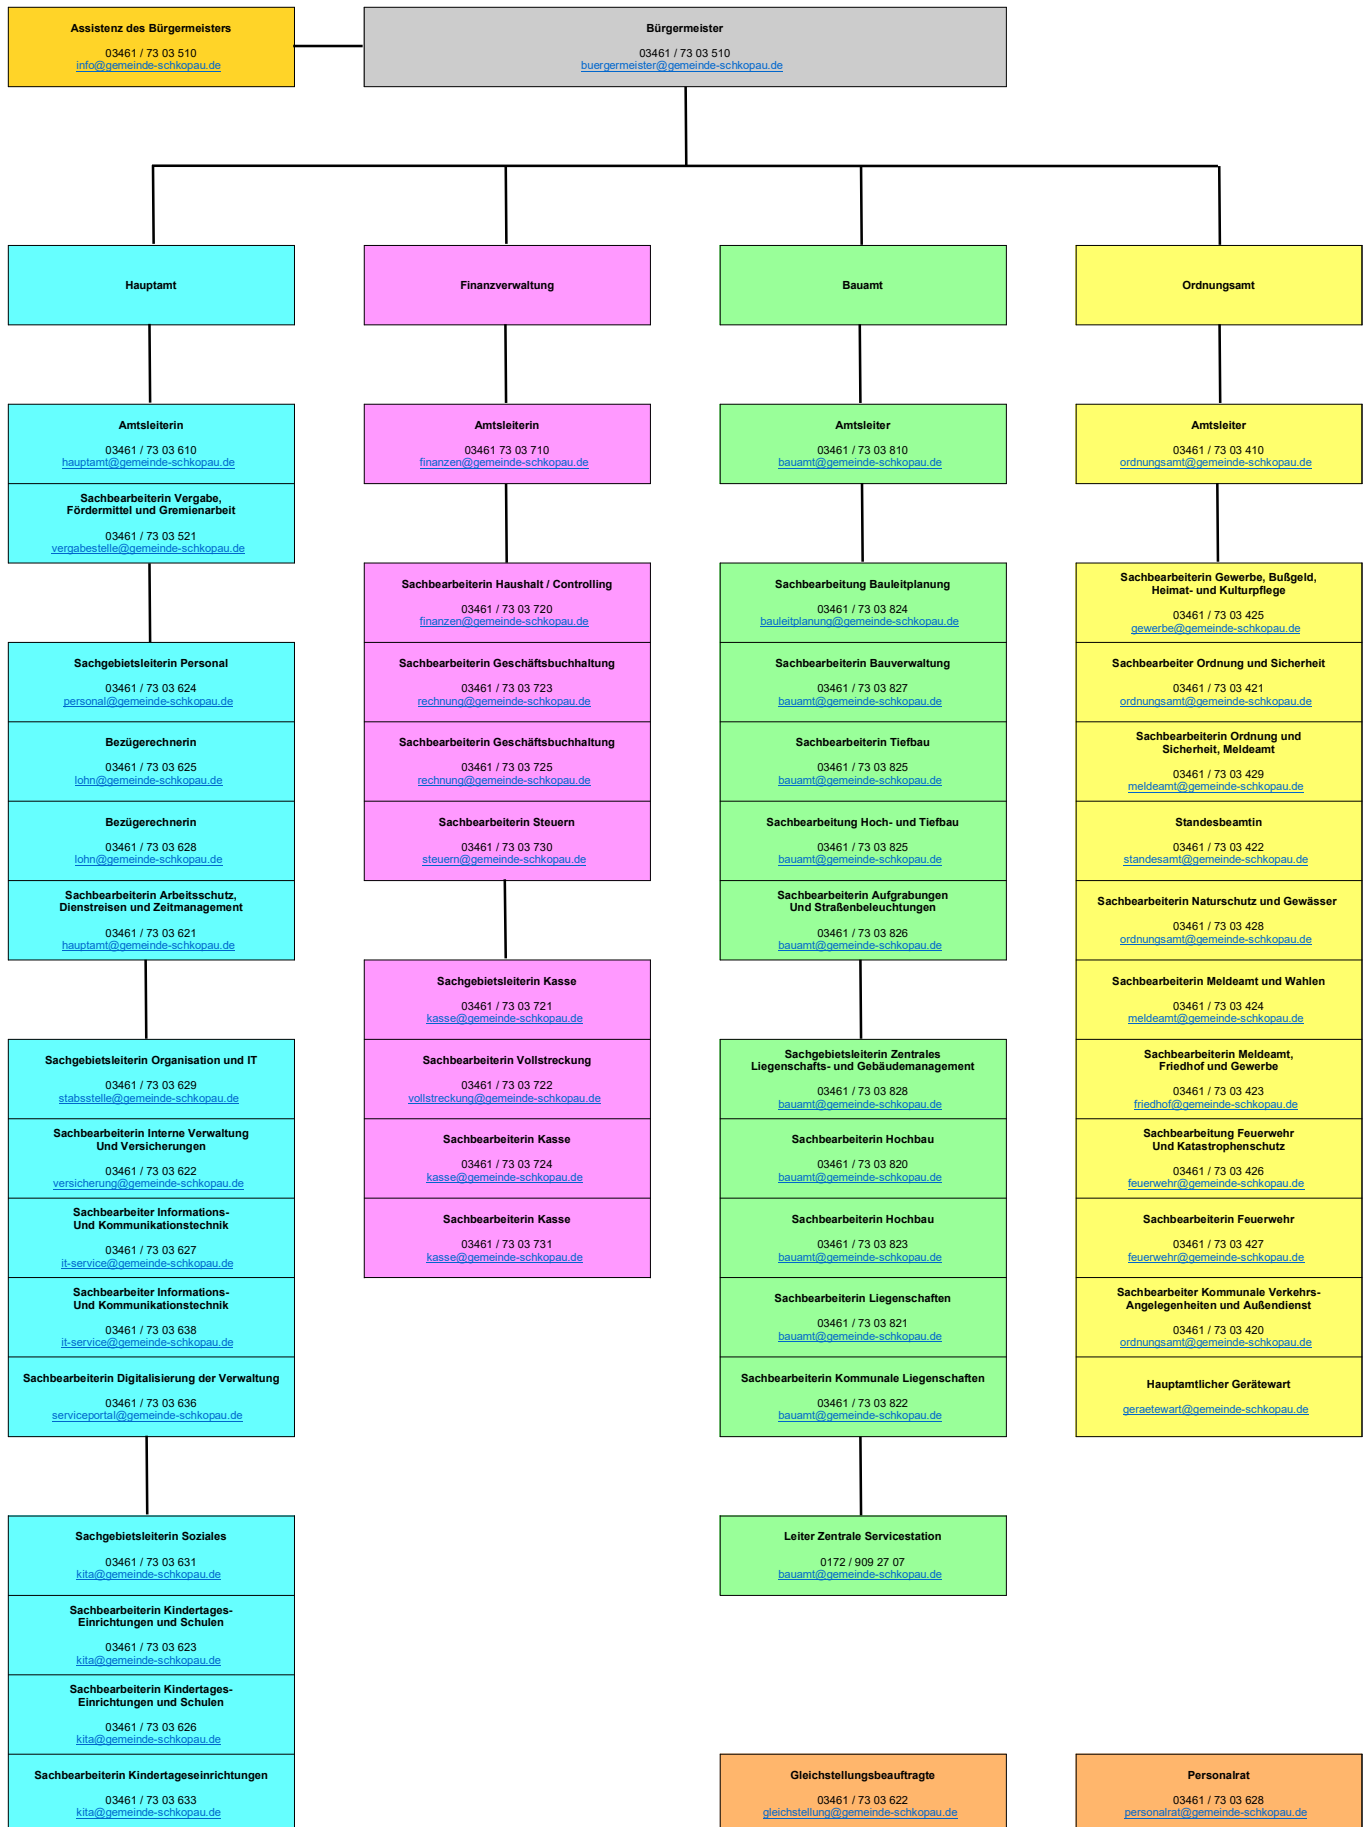 Assistenz des Bürgermeisters
03461 / 73 03 510
info@gemeinde-schkopau.de
Bürgermeister
03461 / 73 03 510
buergermeister@gemeinde-schkopau.de
Hauptamt
Finanzverwaltung
Bauamt
Ordnungsamt
Amtsleiterin
03461 / 73 03 610
hauptamt@gemeinde-schkopau.de
Sachbearbeiterin Vergabe,
Fördermittel und Gremienarbeit
03461 / 73 03 521
vergabestelle@gemeinde-schkopau.de
Sachgebietsleiterin Personal
03461 / 73 03 624
personal@gemeinde-schkopau.de
Bezügerechnerin
03461 / 73 03 625
lohn@gemeinde-schkopau.de
Bezügerechnerin
03461 / 73 03 628
lohn@gemeinde-schkopau.de
Sachbearbeiterin Arbeitsschutz,
Dienstreisen und Zeitmanagement
03461 / 73 03 621
hauptamt@gemeinde-schkopau.de
Sachgebietsleiterin Organisation und IT
03461 / 73 03 629
stabsstelle@gemeinde-schkopau.de
Sachbearbeiterin Interne Verwaltung
Und Versicherungen
03461 / 73 03 622
versicherung@gemeinde-schkopau.de
Sachbearbeiter Informations-
Und Kommunikationstechnik
03461 / 73 03 627
it-service@gemeinde-schkopau.de
Sachbearbeiter Informations-
Und Kommunikationstechnik
03461 / 73 03 638
it-service@gemeinde-schkopau.de
Sachbearbeiterin Digitalisierung der Verwaltung
03461 / 73 03 636
serviceportal@gemeinde-schkopau.de
Sachgebietsleiterin Soziales
03461 / 73 03 631
kita@gemeinde-schkopau.de
Sachbearbeiterin Kindertages-
Einrichtungen und Schulen
03461 / 73 03 623
kita@gemeinde-schkopau.de
Sachbearbeiterin Kindertages-
Einrichtungen und Schulen
03461 / 73 03 626
kita@gemeinde-schkopau.de
Sachbearbeiterin Kindertageseinrichtungen
03461 / 73 03 633
kita@gemeinde-schkopau.de
Amtsleiterin
03461 73 03 710
finanzen@gemeinde-schkopau.de
Sachbearbeiterin Haushalt / Controlling
03461 / 73 03 720
finanzen@gemeinde-schkopau.de
Sachbearbeiterin Geschäftsbuchhaltung
03461 / 73 03 723
rechnung@gemeinde-schkopau.de
Sachbearbeiterin Geschäftsbuchhaltung
03461 / 73 03 725
rechnung@gemeinde-schkopau.de
Sachbearbeiterin Steuern
03461 / 73 03 730
steuern@gemeinde-schkopau.de
Sachgebietsleiterin Kasse
03461 / 73 03 721
kasse@gemeinde-schkopau.de
Sachbearbeiterin Vollstreckung
03461 / 73 03 722
vollstreckung@gemeinde-schkopau.de
Sachbearbeiterin Kasse
03461 / 73 03 724
kasse@gemeinde-schkopau.de
Sachbearbeiterin Kasse
03461 / 73 03 731
kasse@gemeinde-schkopau.de
Amtsleiter
03461 / 73 03 810
bauamt@gemeinde-schkopau.de
Sachbearbeitung Bauleitplanung
03461 / 73 03 824
bauleitplanung@gemeinde-schkopau.de
Sachbearbeiterin Bauverwaltung
03461 / 73 03 827
bauamt@gemeinde-schkopau.de
Sachbearbeiterin Tiefbau
03461 / 73 03 825
bauamt@gemeinde-schkopau.de
Sachbearbeitung Hoch- und Tiefbau
03461 / 73 03 825
bauamt@gemeinde-schkopau.de
Sachbearbeiterin Aufgrabungen
Und Straßenbeleuchtungen
03461 / 73 03 826
bauamt@gemeinde-schkopau.de
Sachgebietsleiterin Zentrales
Liegenschafts- und Gebäudemanagement
03461 / 73 03 828
bauamt@gemeinde-schkopau.de
Sachbearbeiterin Hochbau
03461 / 73 03 820
bauamt@gemeinde-schkopau.de
Sachbearbeiterin Hochbau
03461 / 73 03 823
bauamt@gemeinde-schkopau.de
Sachbearbeiterin Liegenschaften
03461 / 73 03 821
bauamt@gemeinde-schkopau.de
Sachbearbeiterin Kommunale Liegenschaften
03461 / 73 03 822
bauamt@gemeinde-schkopau.de
Leiter Zentrale Servicestation
0172 / 909 27 07
bauamt@gemeinde-schkopau.de
Gleichstellungsbeauftragte
03461 / 73 03 622
gleichstellung@gemeinde-schkopau.de
Amtsleiter
03461 / 73 03 410
ordnungsamt@gemeinde-schkopau.de
Sachbearbeiterin Gewerbe, Bußgeld,
Heimat- und Kulturpflege
03461 / 73 03 425
gewerbe@gemeinde-schkopau.de
Sachbearbeiter Ordnung und Sicherheit
03461 / 73 03 421
ordnungsamt@gemeinde-schkopau.de
Sachbearbeiterin Ordnung und
Sicherheit, Meldeamt
03461 / 73 03 429
meldeamt@gemeinde-schkopau.de
Standesbeamtin
03461 / 73 03 422
standesamt@gemeinde-schkopau.de
Sachbearbeiterin Naturschutz und Gewässer
03461 / 73 03 428
ordnungsamt@gemeinde-schkopau.de
Sachbearbeiterin Meldeamt und Wahlen
03461 / 73 03 424
meldeamt@gemeinde-schkopau.de
Sachbearbeiterin Meldeamt,
Friedhof und Gewerbe
03461 / 73 03 423
friedhof@gemeinde-schkopau.de
Sachbearbeitung Feuerwehr
Und Katastrophenschutz
03461 / 73 03 426
feuerwehr@gemeinde-schkopau.de
Sachbearbeiterin Feuerwehr
03461 / 73 03 427
feuerwehr@gemeinde-schkopau.de
Sachbearbeiter Kommunale Verkehrs-
Angelegenheiten und Außendienst
03461 / 73 03 420
ordnungsamt@gemeinde-schkopau.de
Hauptamtlicher Gerätewart
geraetewart@gemeinde-schkopau.de
Personalrat
03461 / 73 03 628
personalrat@gemeinde-schkopau.de